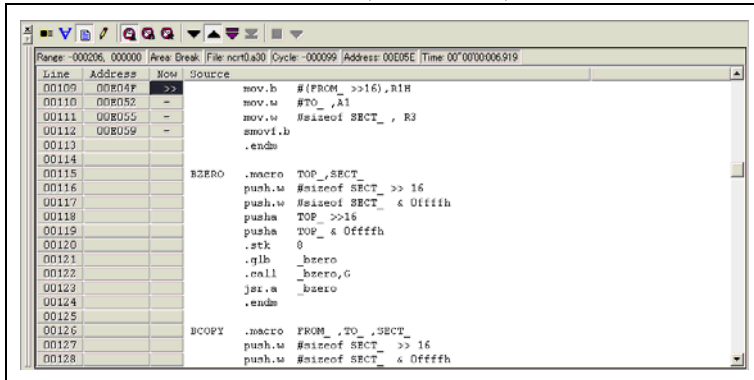 Range: -000206, 000000 Area: Break File: ncrt0.a30 Cycle: -000099 Address: 00E05E Time: 00"00'00:006.919
Line Address Now Source
00109 00E04F >> mov.b #(FROM_ >>16),R1H
00110 00E052 - mov.w #TO_ ,A1
00111 00E055 - mov.w #sizeof SECT_ , R3
00112 00E059 - smovf.b
00113 .endm
00114
00115 BZERO .macro TOP_,SECT_
00116 push.w #sizeof SECT_ >> 16
00117 push.w #sizeof SECT_ & 0ffffh
00118 pusha TOP_ >>16
00119 pusha TOP_ & 0ffffh
00120 .stk 8
00121 .glb _bzero
00122 .call _bzero,G
00123 jsr.a _bzero
00124 .endm
00125
00126 BCOPY .macro FROM_ ,TO_ ,SECT_
00127 push.w #sizeof SECT_ >> 16
00128 push.w #sizeof SECT_ & 0ffffh